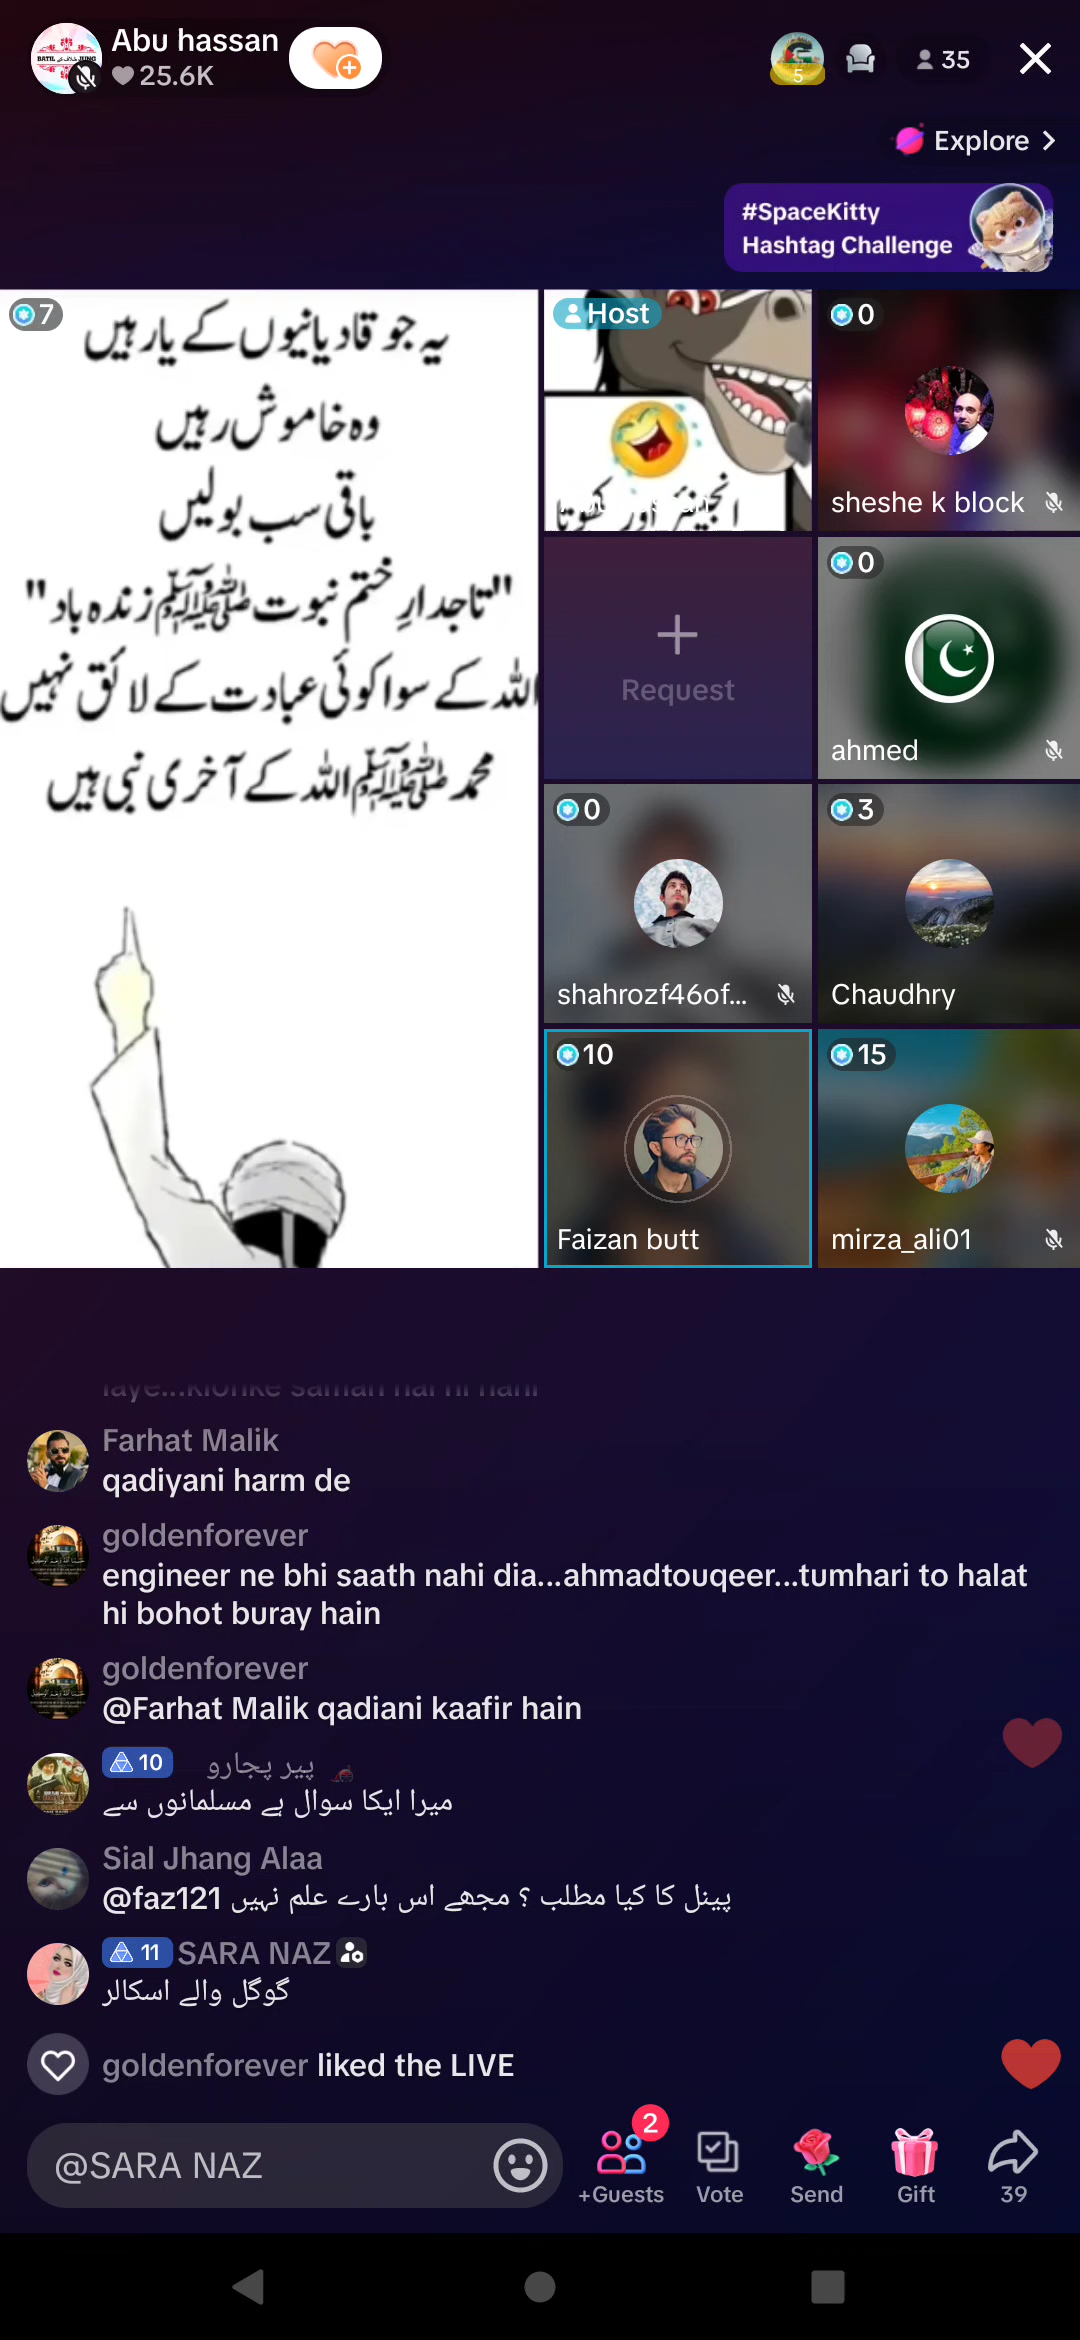 Abu hassan
25.6K
5
35
Explore
#SpaceKitty
Hashtag Challenge
7
یہ جو قادیانیوں کے یار ہیں
وہ خاموش رہیں
باقی سب بولیں
"تاجدارِ ختم نبوت ﷺ زندہ باد"
اللہ کے سوا کوئی عبادت کے لائق نہیں
محمد ﷺ اللہ کے آخری نبی ہیں
Host
انجینئر اور کھوتا
0
sheshe k block
Request
0
ahmed
0
shahrozf46of...
3
Chaudhry
10
Faizan butt
15
mirza_ali01
Farhat Malik
qadiyani harm de
goldenforever
engineer ne bhi saath nahi dia...ahmadtouqeer...tumhari to halat
hi bohot buray hain
goldenforever
@Farhat Malik qadiani kaafir hain
10 پیر پجارو
میرا ایکا سوال ہے مسلمانوں سے
Sial Jhang Alaa
@faz121 پینل کا کیا مطلب ؟ مجھے اس بارے علم نہیں
11 SARA NAZ
گوگل والے اسکالر
goldenforever liked the LIVE
@SARA NAZ
2
+Guests
Vote
Send
Gift
39